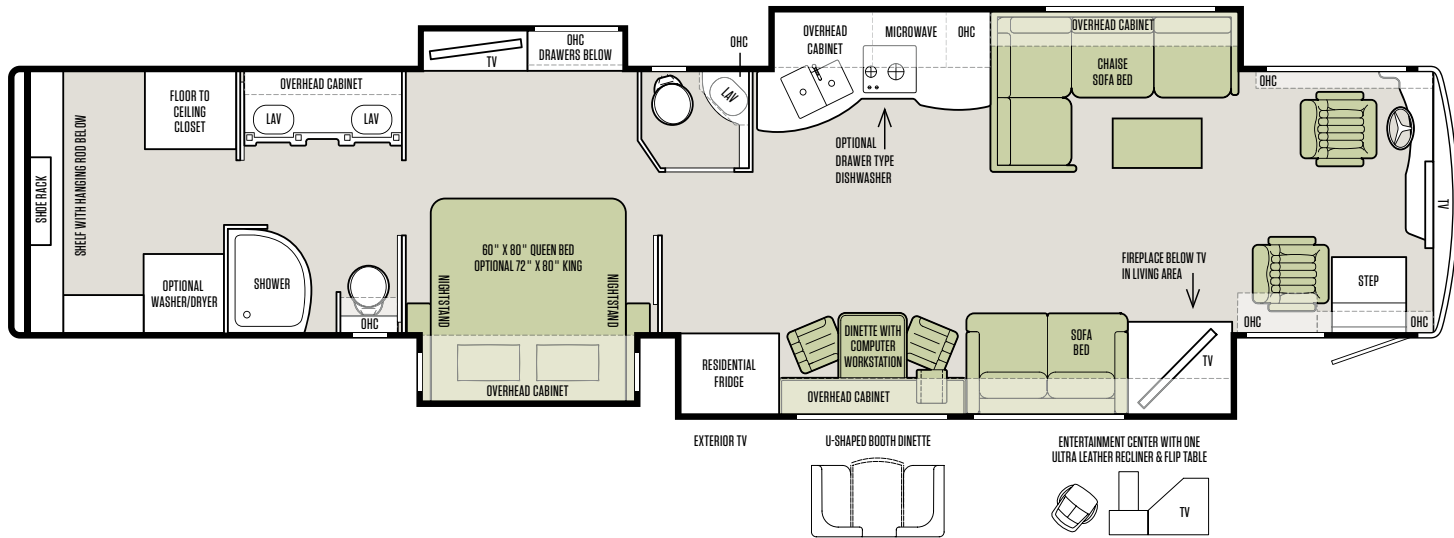 OHC
DRAWERS BELOW
TV
OHC
OVERHEAD
CABINET
MICROWAVE
OHC
OVERHEAD CABINET
CHAISE
SOFA BED
OHC
FLOOR TO
CEILING
CLOSET
OVERHEAD CABINET
LAV
LAV
LAV
SHOE RACK
SHELF WITH HANGING ROD BELOW
OPTIONAL
DRAWER TYPE
DISHWASHER
TV
60" X 80" QUEEN BED
OPTIONAL 72" X 80" KING
NIGHTSTAND
NIGHTSTAND
OPTIONAL
WASHER/DRYER
SHOWER
OHC
OVERHEAD CABINET
FIREPLACE BELOW TV
IN LIVING AREA
STEP
OHC
OHC
RESIDENTIAL
FRIDGE
DINETTE WITH
COMPUTER
WORKSTATION
OVERHEAD CABINET
SOFA
BED
TV
EXTERIOR TV
U-SHAPED BOOTH DINETTE
ENTERTAINMENT CENTER WITH ONE
ULTRA LEATHER RECLINER & FLIP TABLE
TV